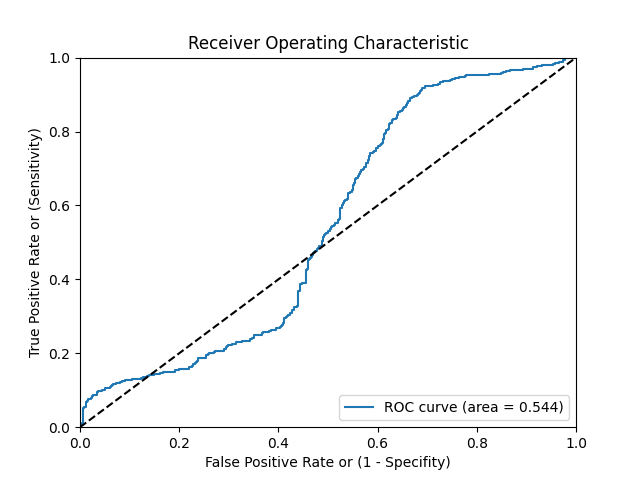 Receiver Operating Characteristic
True Positive Rate or (Sensitivity)
1.0
0.8
0.6
0.4
0.2
0.0
ROC curve (area = 0.544)
0.0 0.2 0.4 0.6 0.8 1.0
False Positive Rate or (1 - Specifity)